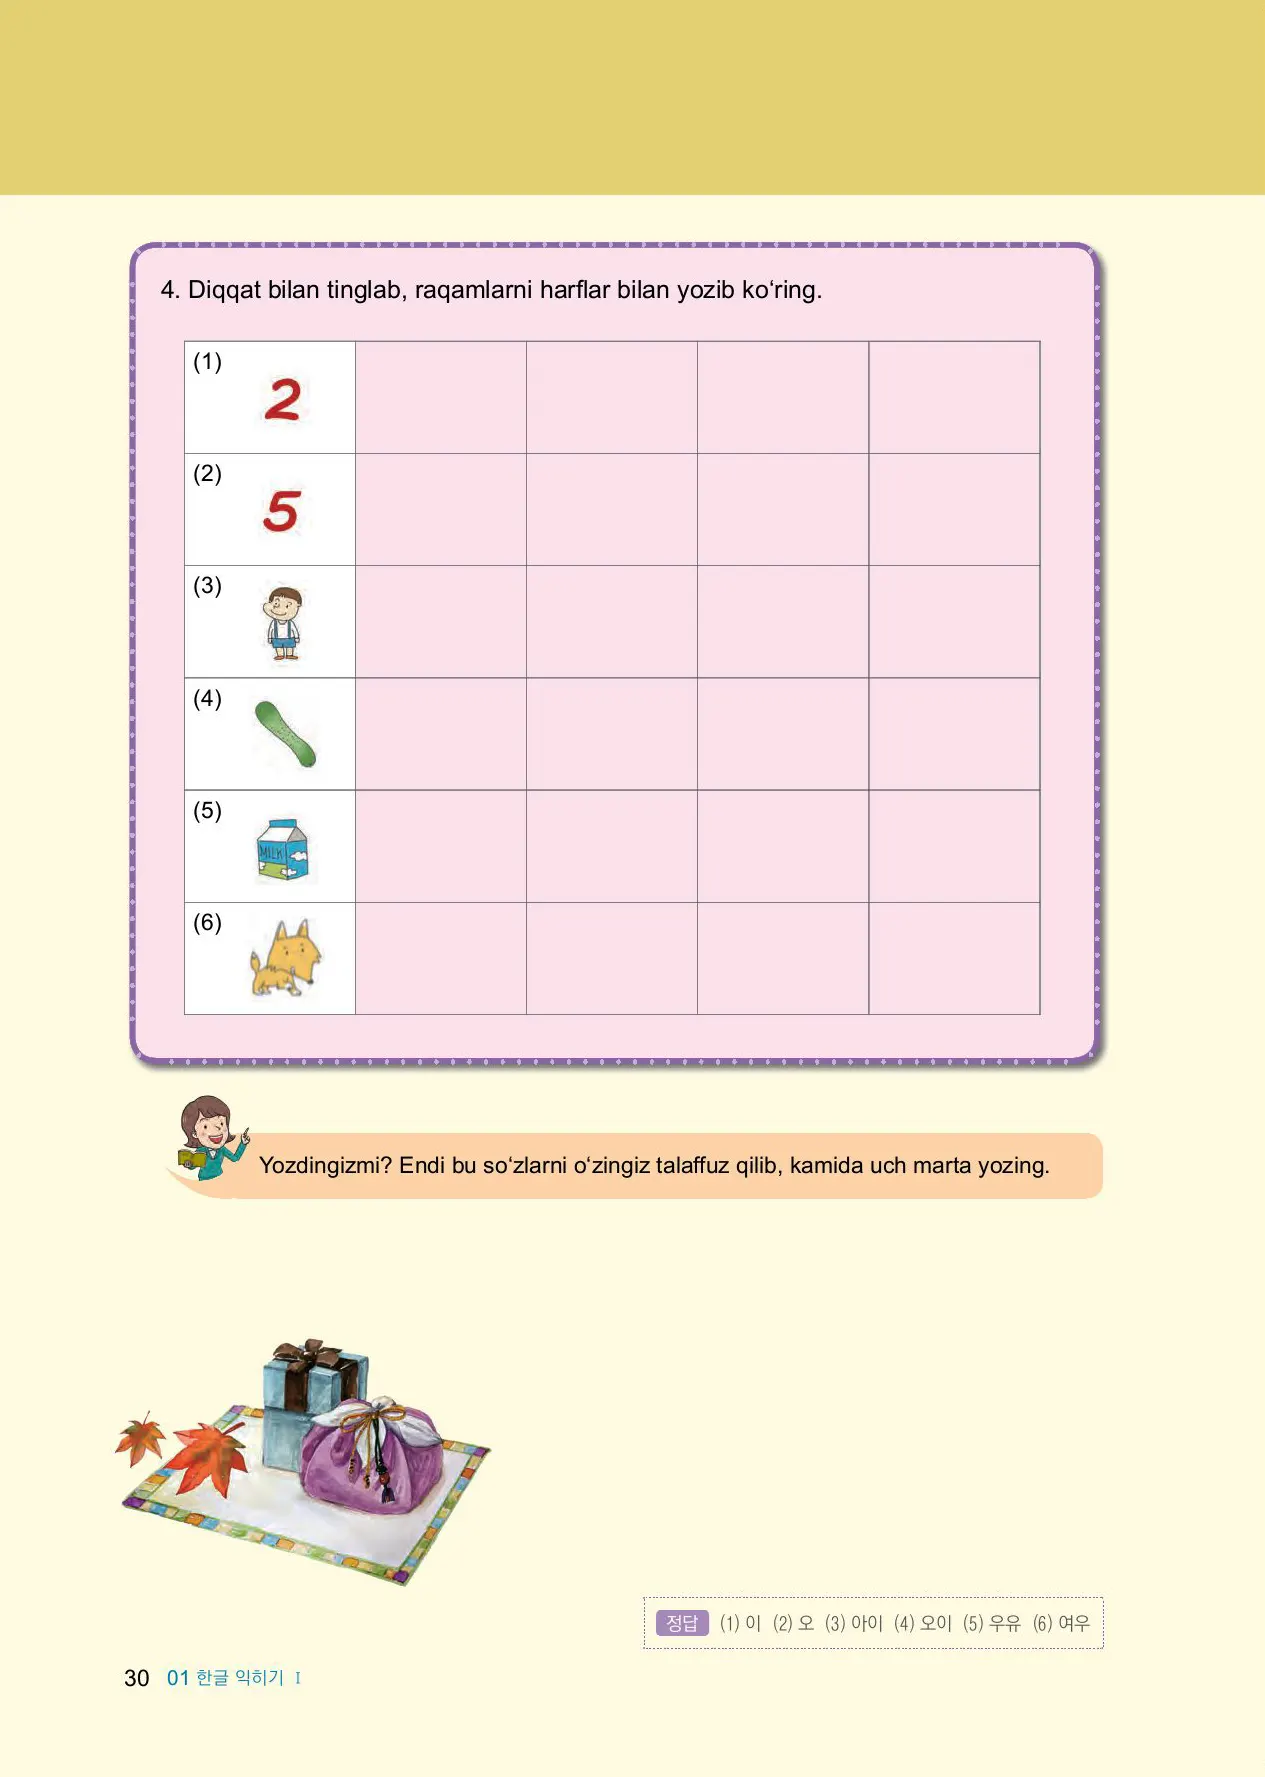 4. Diqqat bilan tinglab, raqamlarni harflar bilan yozib ko‘ring.
(1) 2
(2) 5
(3)
(4)
(5) MILK
(6)
Yozdingizmi? Endi bu so‘zlarni o‘zingiz talaffuz qilib, kamida uch marta yozing.
정답 (1) 이 (2) 오 (3) 아이 (4) 오이 (5) 우유 (6) 여우
30 01 한글 익히기 I